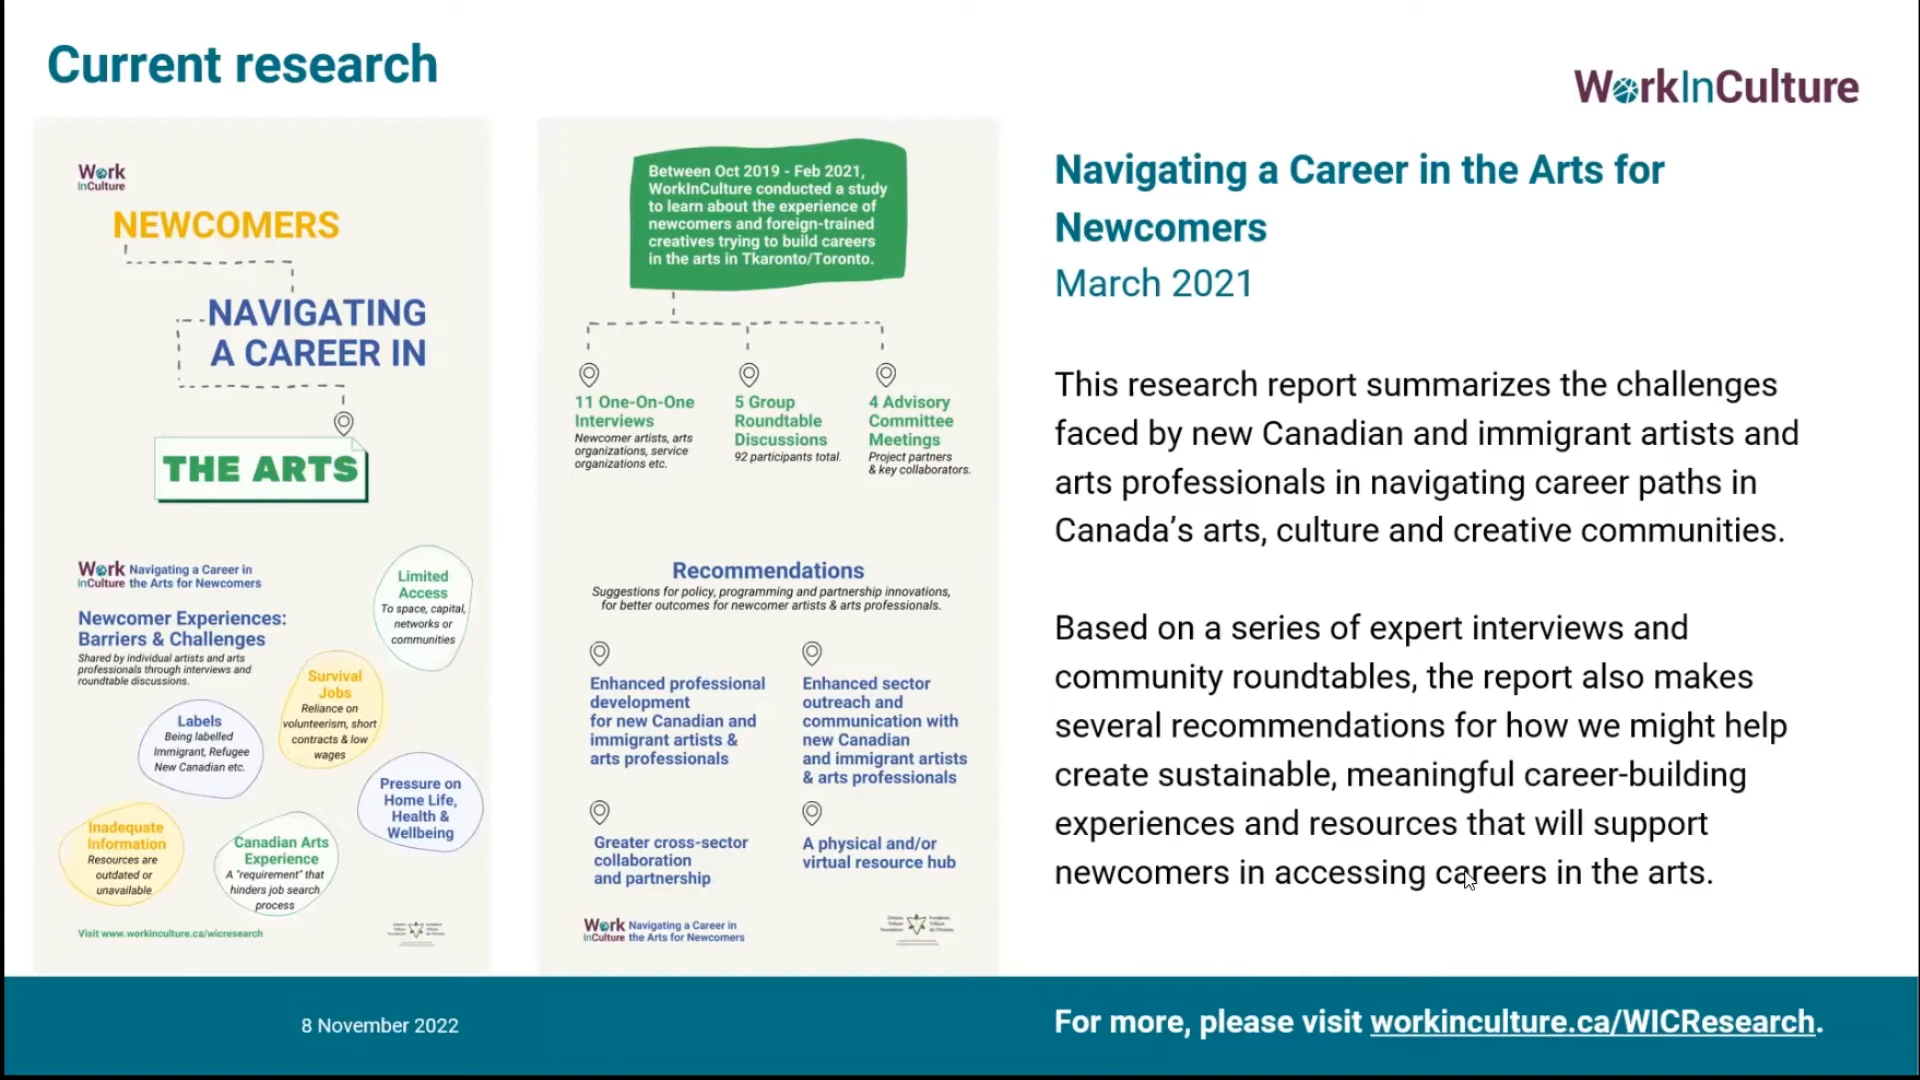 Current research
WorkInCulture
Work
InCulture
NEWCOMERS
NAVIGATING
A CAREER IN
THE ARTS
Work
InCulture
Navigating a Career in
the Arts for Newcomers
Newcomer Experiences:
Barriers & Challenges
Shared by individual artists and arts
professionals through interviews and
roundtable discussions.
Limited
Access
To space, capital,
networks or
communities
Survival
Jobs
Reliance on
volunteerism, short
contracts & low
wages
Labels
Being labelled
Immigrant, Refugee
New Canadian etc.
Pressure on
Home Life,
Health &
Wellbeing
Inadequate
Information
Resources are
outdated or
unavailable
Canadian Arts
Experience
A "requirement" that
hinders job search
process
Visit www.workinculture.ca/wicresearch
Between Oct 2019 - Feb 2021,
WorkInCulture conducted a study
to learn about the experience of
newcomers and foreign-trained
creatives trying to build careers
in the arts in Tkaronto/Toronto.
11 One-On-One
Interviews
Newcomer artists, arts
organizations, service
organizations etc.
5 Group
Roundtable
Discussions
92 participants total.
4 Advisory
Committee
Meetings
Project partners
& key collaborators.
Recommendations
Suggestions for policy, programming and partnership innovations,
for better outcomes for newcomer artists & arts professionals.
Enhanced professional
development
for new Canadian and
immigrant artists &
arts professionals
Enhanced sector
outreach and
communication with
new Canadian
and immigrant artists
& arts professionals
Greater cross-sector
collaboration
and partnership
A physical and/or
virtual resource hub
Work
InCulture
Navigating a Career in
the Arts for Newcomers
Navigating a Career in the Arts for
Newcomers
March 2021
This research report summarizes the challenges
faced by new Canadian and immigrant artists and
arts professionals in navigating career paths in
Canada’s arts, culture and creative communities.
Based on a series of expert interviews and
community roundtables, the report also makes
several recommendations for how we might help
create sustainable, meaningful career-building
experiences and resources that will support
newcomers in accessing careers in the arts.
8 November 2022
For more, please visit workinculture.ca/WICResearch.